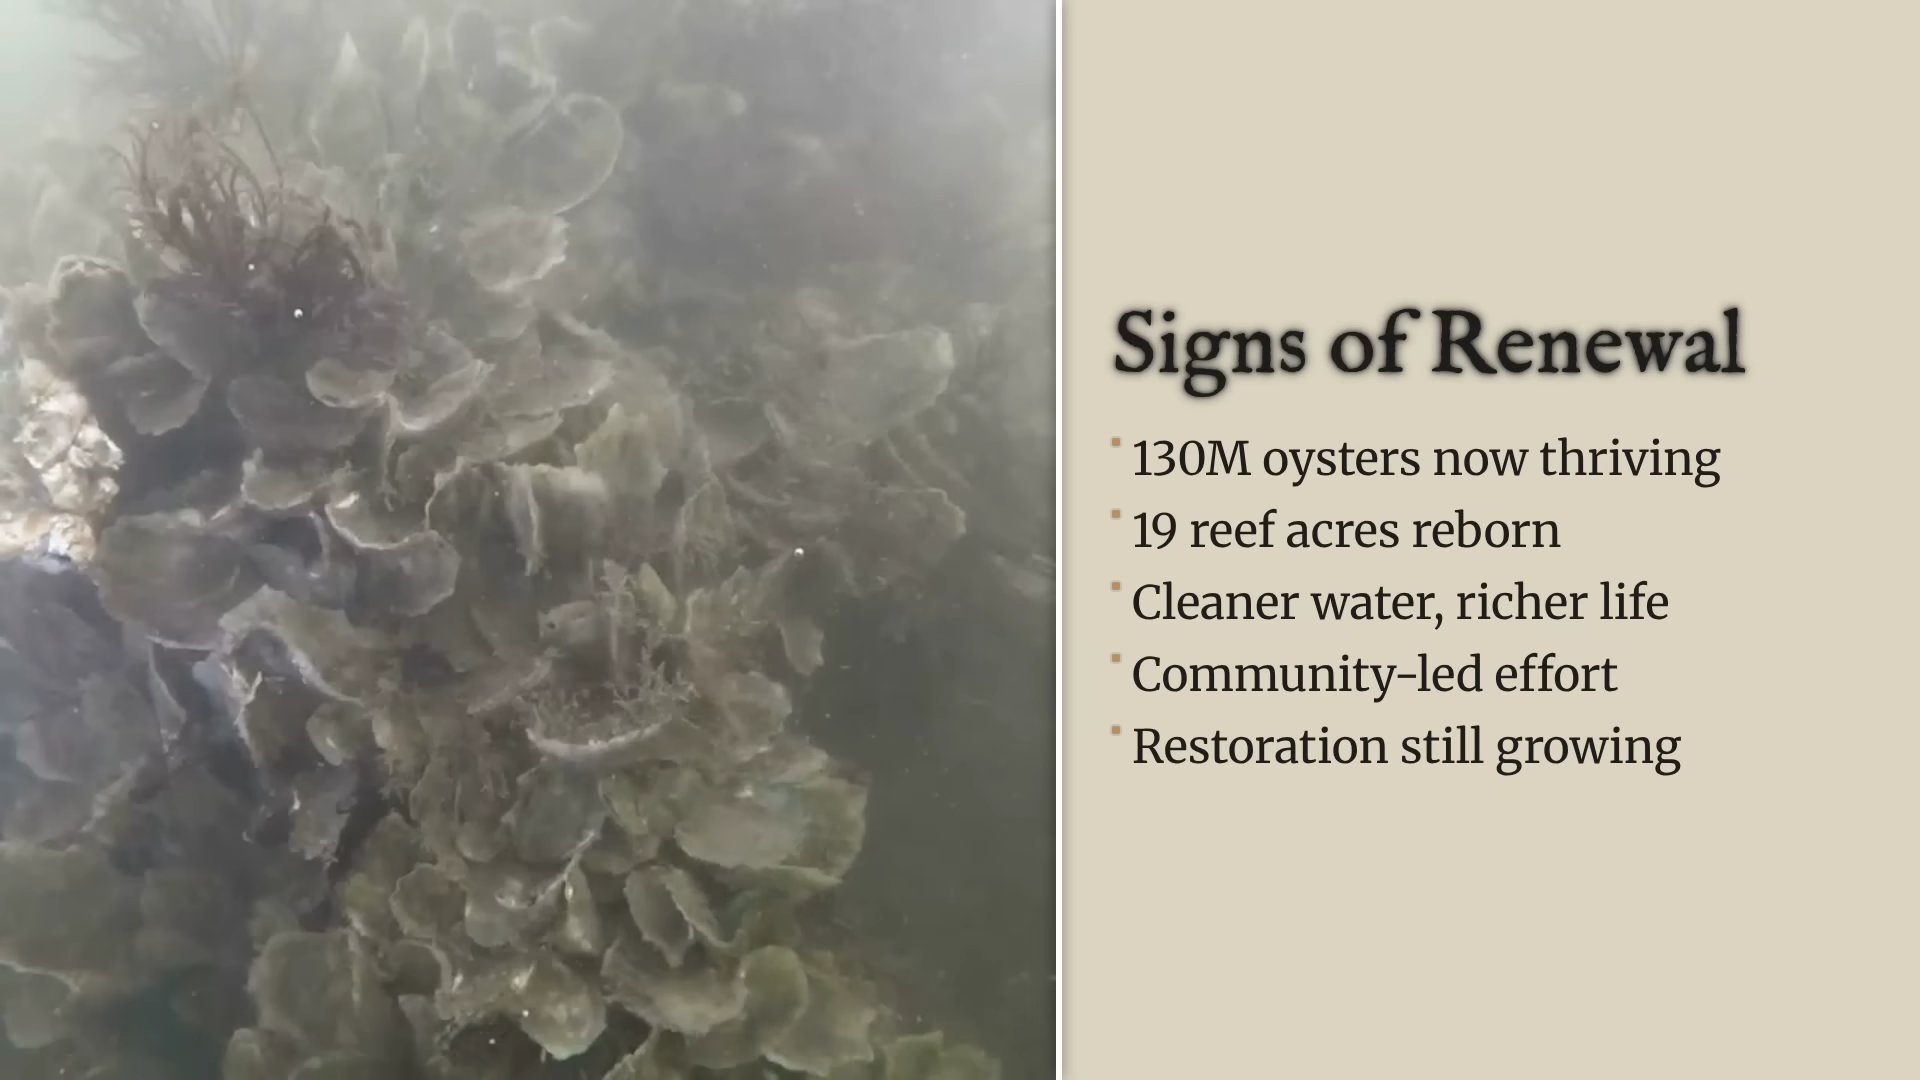 Signs of Renewal
130M oysters now thriving
19 reef acres reborn
Cleaner water, richer life
Community-led effort
Restoration still growing